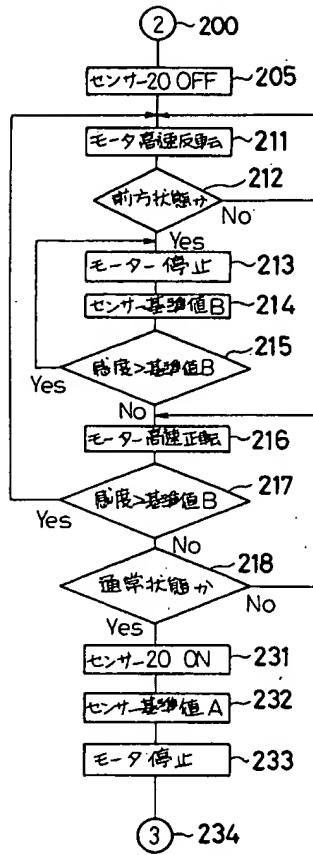 2 200
センサー20 OFF 205
モータ高速反転 211
前方状態か 212
No
Yes
モーター停止 213
センサー基準値B 214
感度>基準値B 215
Yes
No
モーター高速正転 216
感度>基準値B 217
Yes
No
通常状態か 218
No
Yes
センサー20 ON 231
センサー基準値A 232
モータ停止 233
3 234